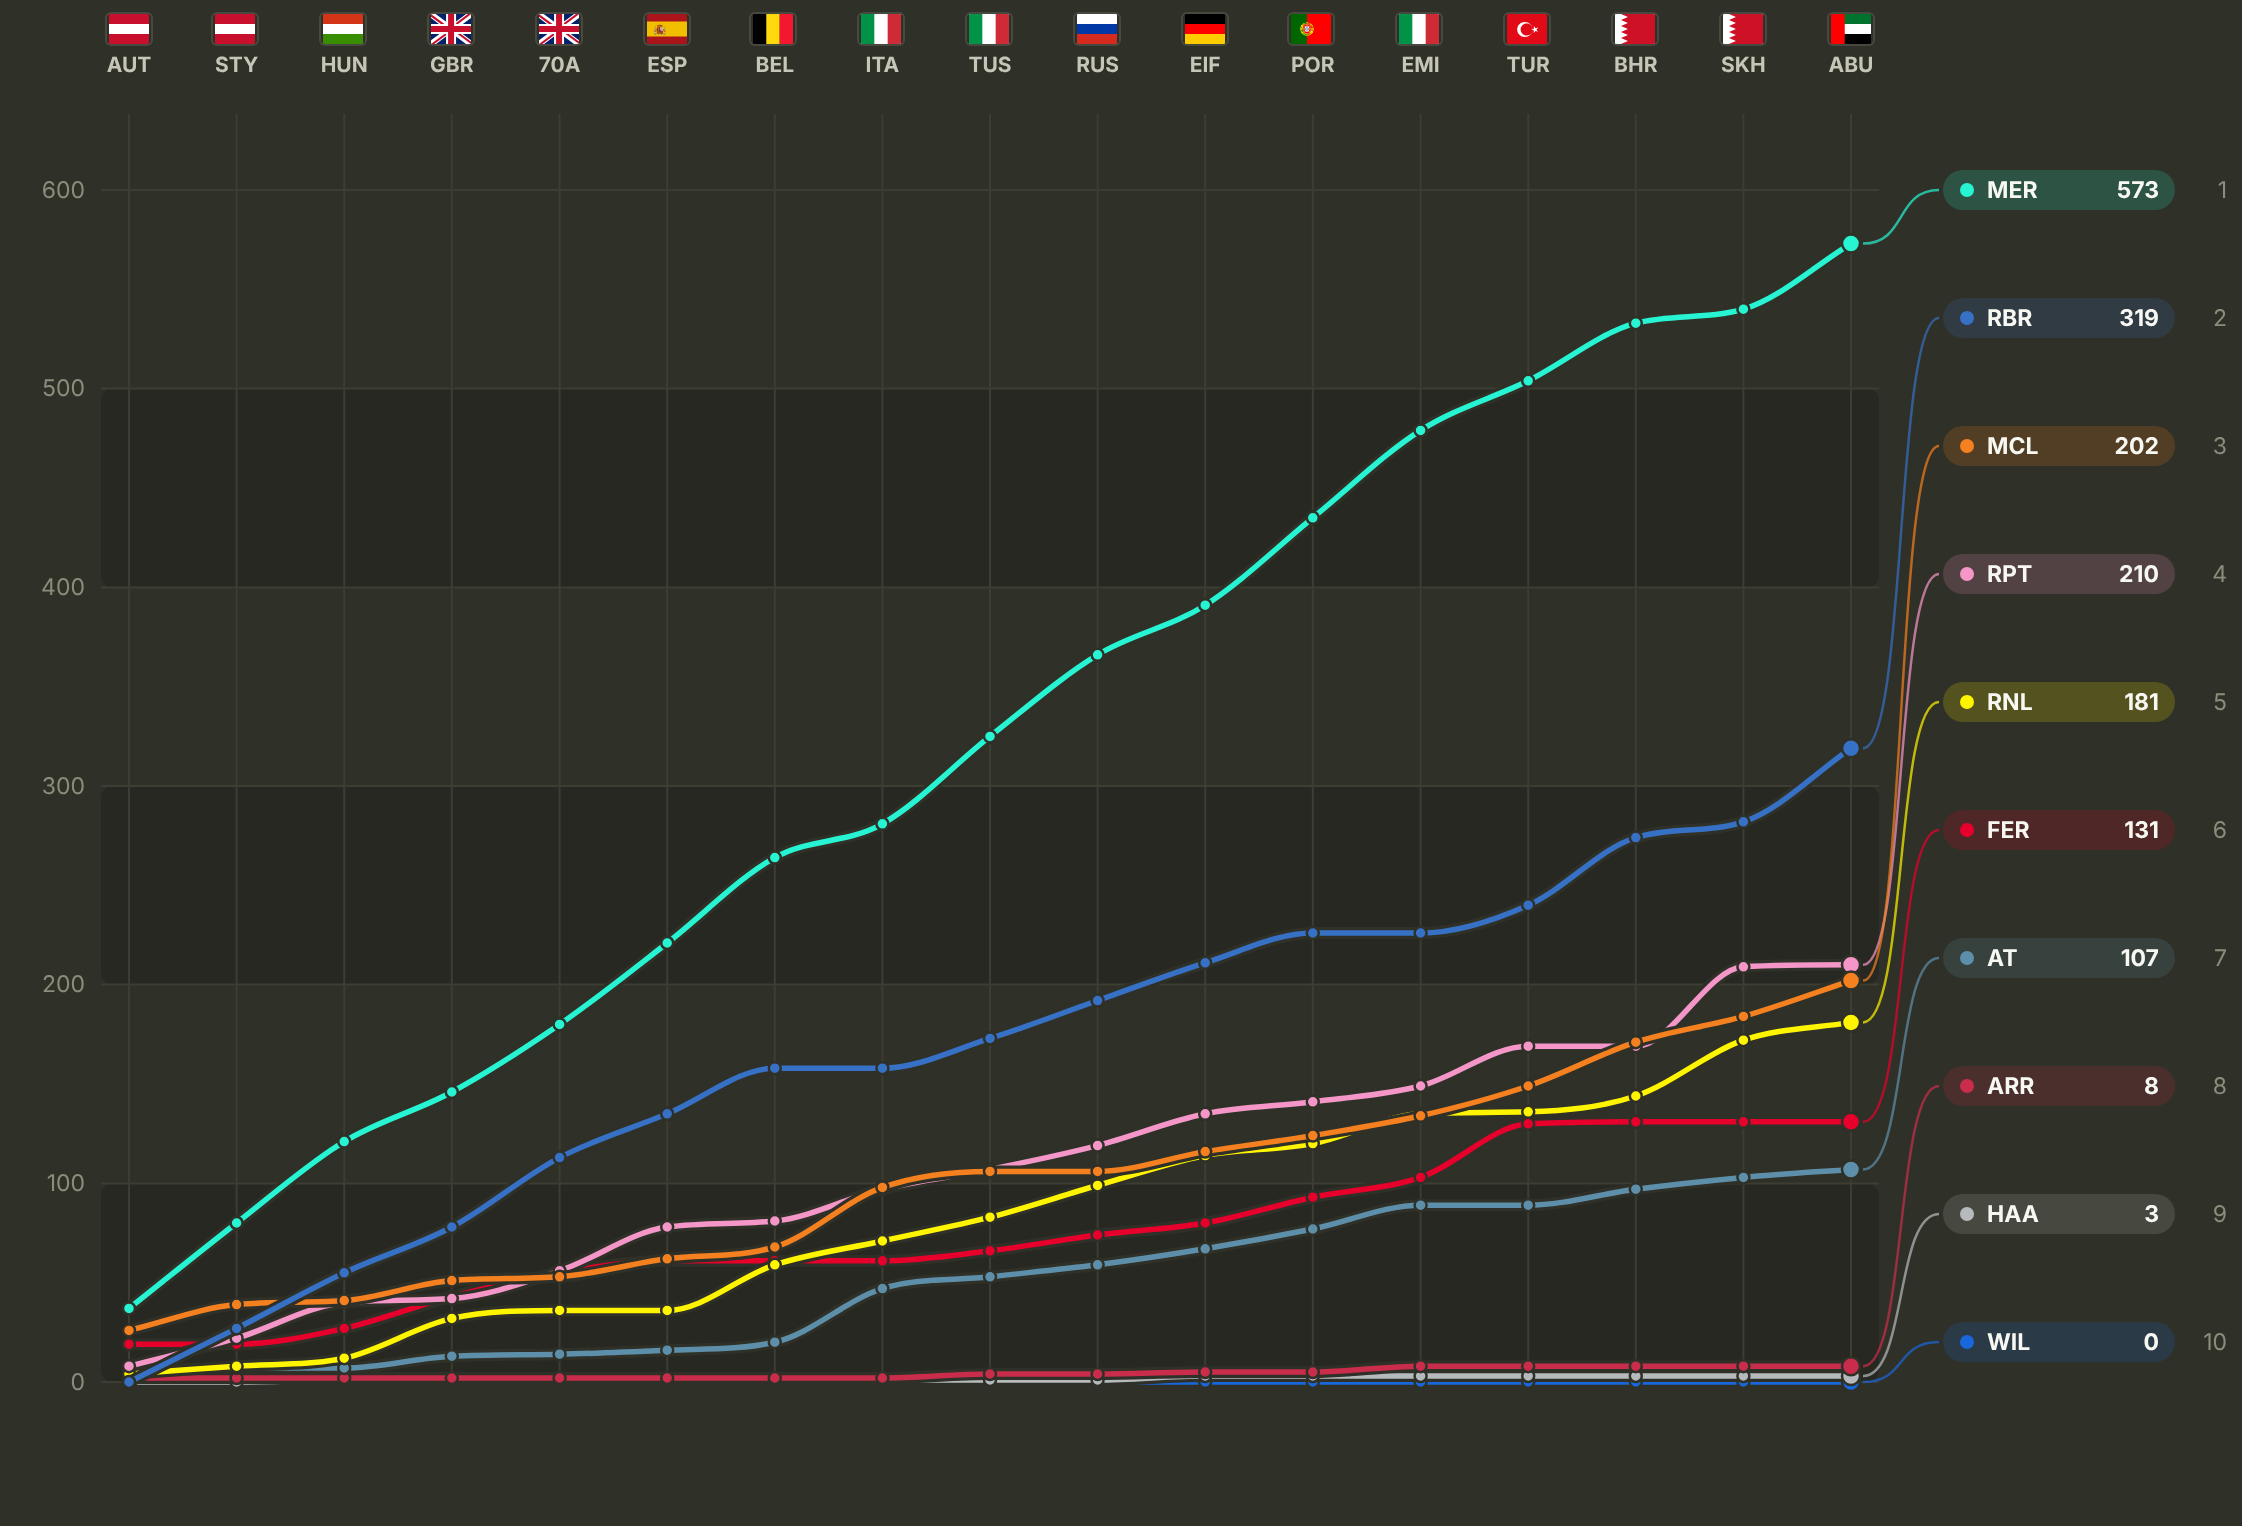 AUT STY HUN GBR 70A ESP BEL ITA TUS RUS EIF POR EMI TUR BHR SKH ABU
600
500
400
300
200
100
0
MER 573 1
RBR 319 2
MCL 202 3
RPT 210 4
RNL 181 5
FER 131 6
AT 107 7
ARR 8 8
HAA 3 9
WIL 0 10